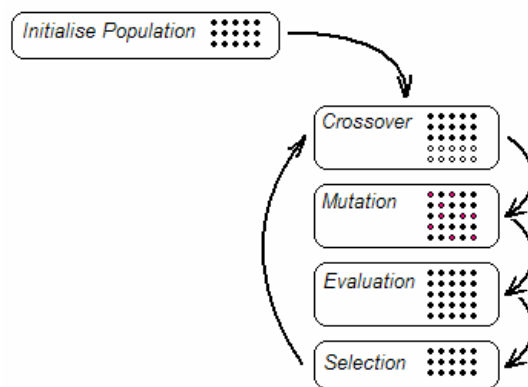 Initialise Population
Crossover
Mutation
Evaluation
Selection